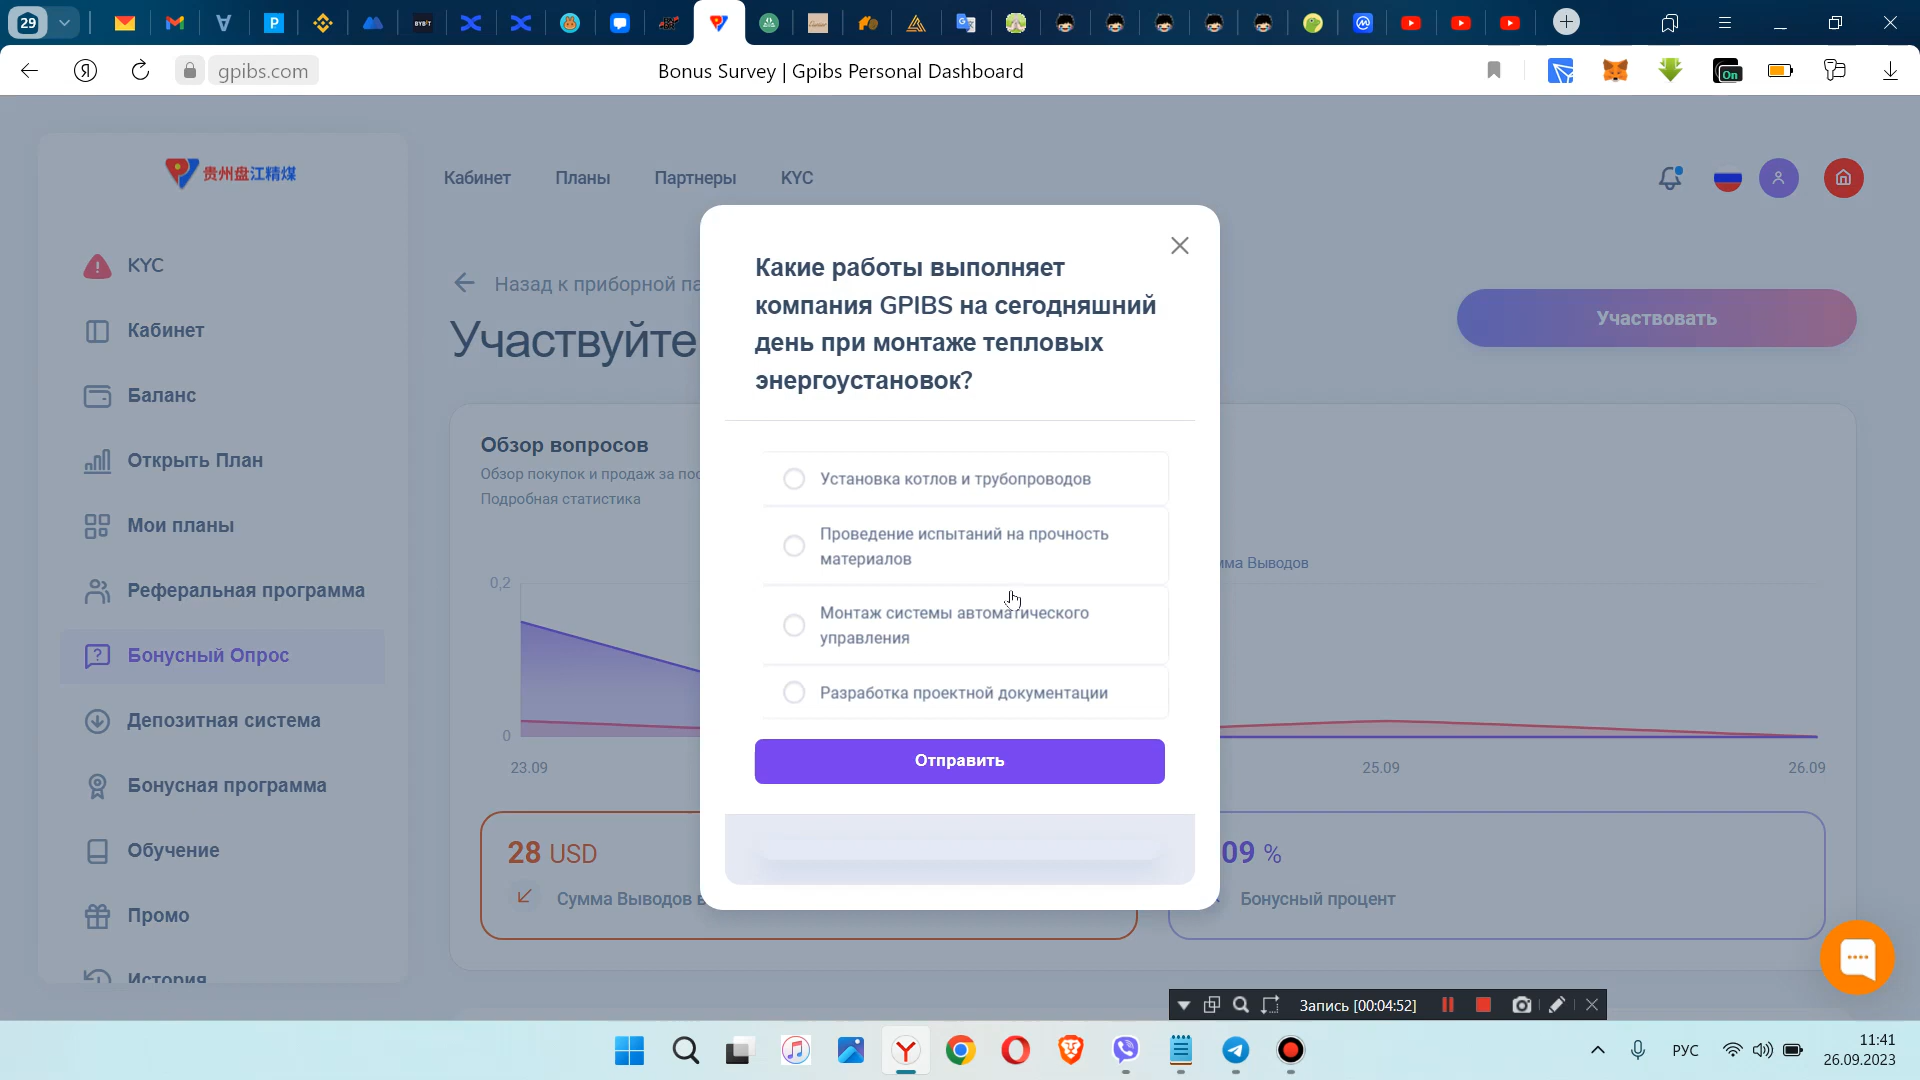 29
BYBIT
gpibs.com
Bonus Survey | Gpibs Personal Dashboard
On
贵州盘江精煤
Кабинет
Планы
Партнеры
KYC
KYC
Кабинет
Баланс
Открыть План
Мои планы
Реферальная программа
Бонусный Опрос
Депозитная система
Бонусная программа
Обучение
Промо
История
Назад к приборной па
Участвуйте
Участвовать
Обзор вопросов
Обзор покупок и продаж за пос
Подробная статистика
мма Выводов
0,2
0
23.09
25.09
26.09
28 USD
Сумма Выводов в
09 %
Бонусный процент
Какие работы выполняет
компания GPIBS на сегодняшний
день при монтаже тепловых
энергоустановок?
Установка котлов и трубопроводов
Проведение испытаний на прочность
материалов
Монтаж системы автоматического
управления
Разработка проектной документации
Отправить
Запись [00:04:52]
РУС
11:41
26.09.2023